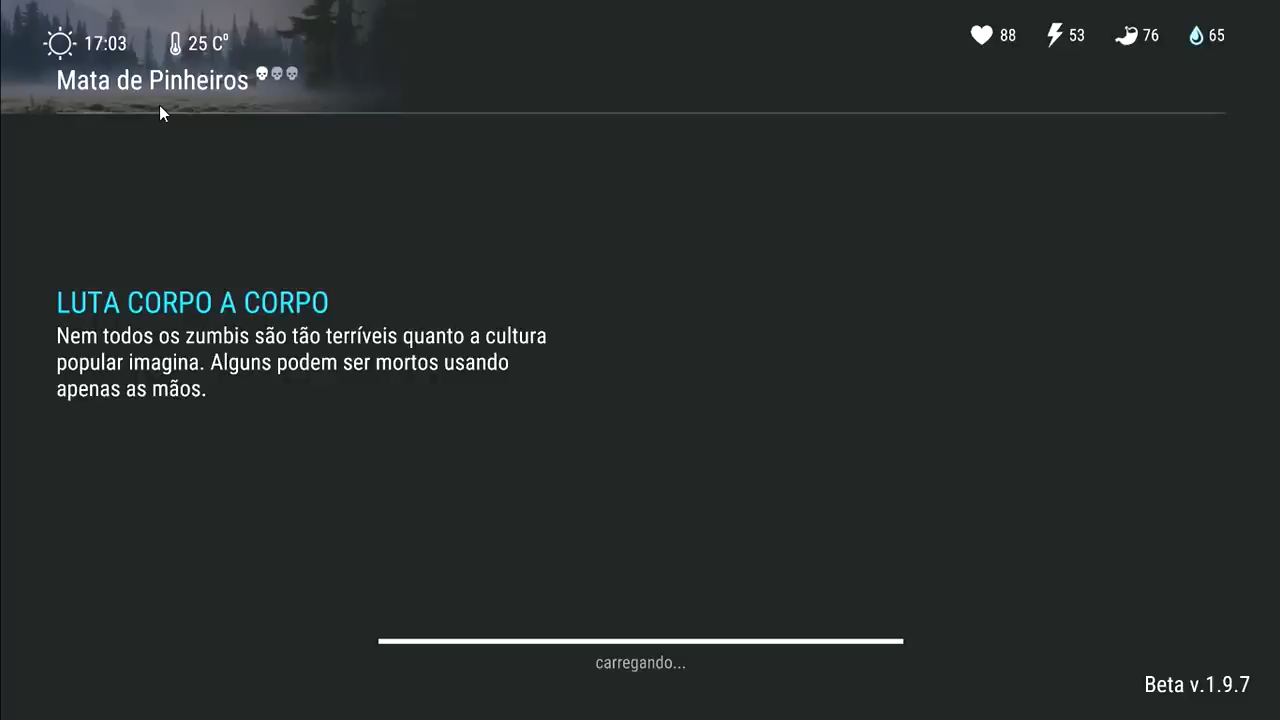 17:03 25 Cº
88 53 76 65
Mata de Pinheiros
LUTA CORPO A CORPO
Nem todos os zumbis são tão terríveis quanto a cultura
popular imagina. Alguns podem ser mortos usando
apenas as mãos.
carregando...
Beta v.1.9.7